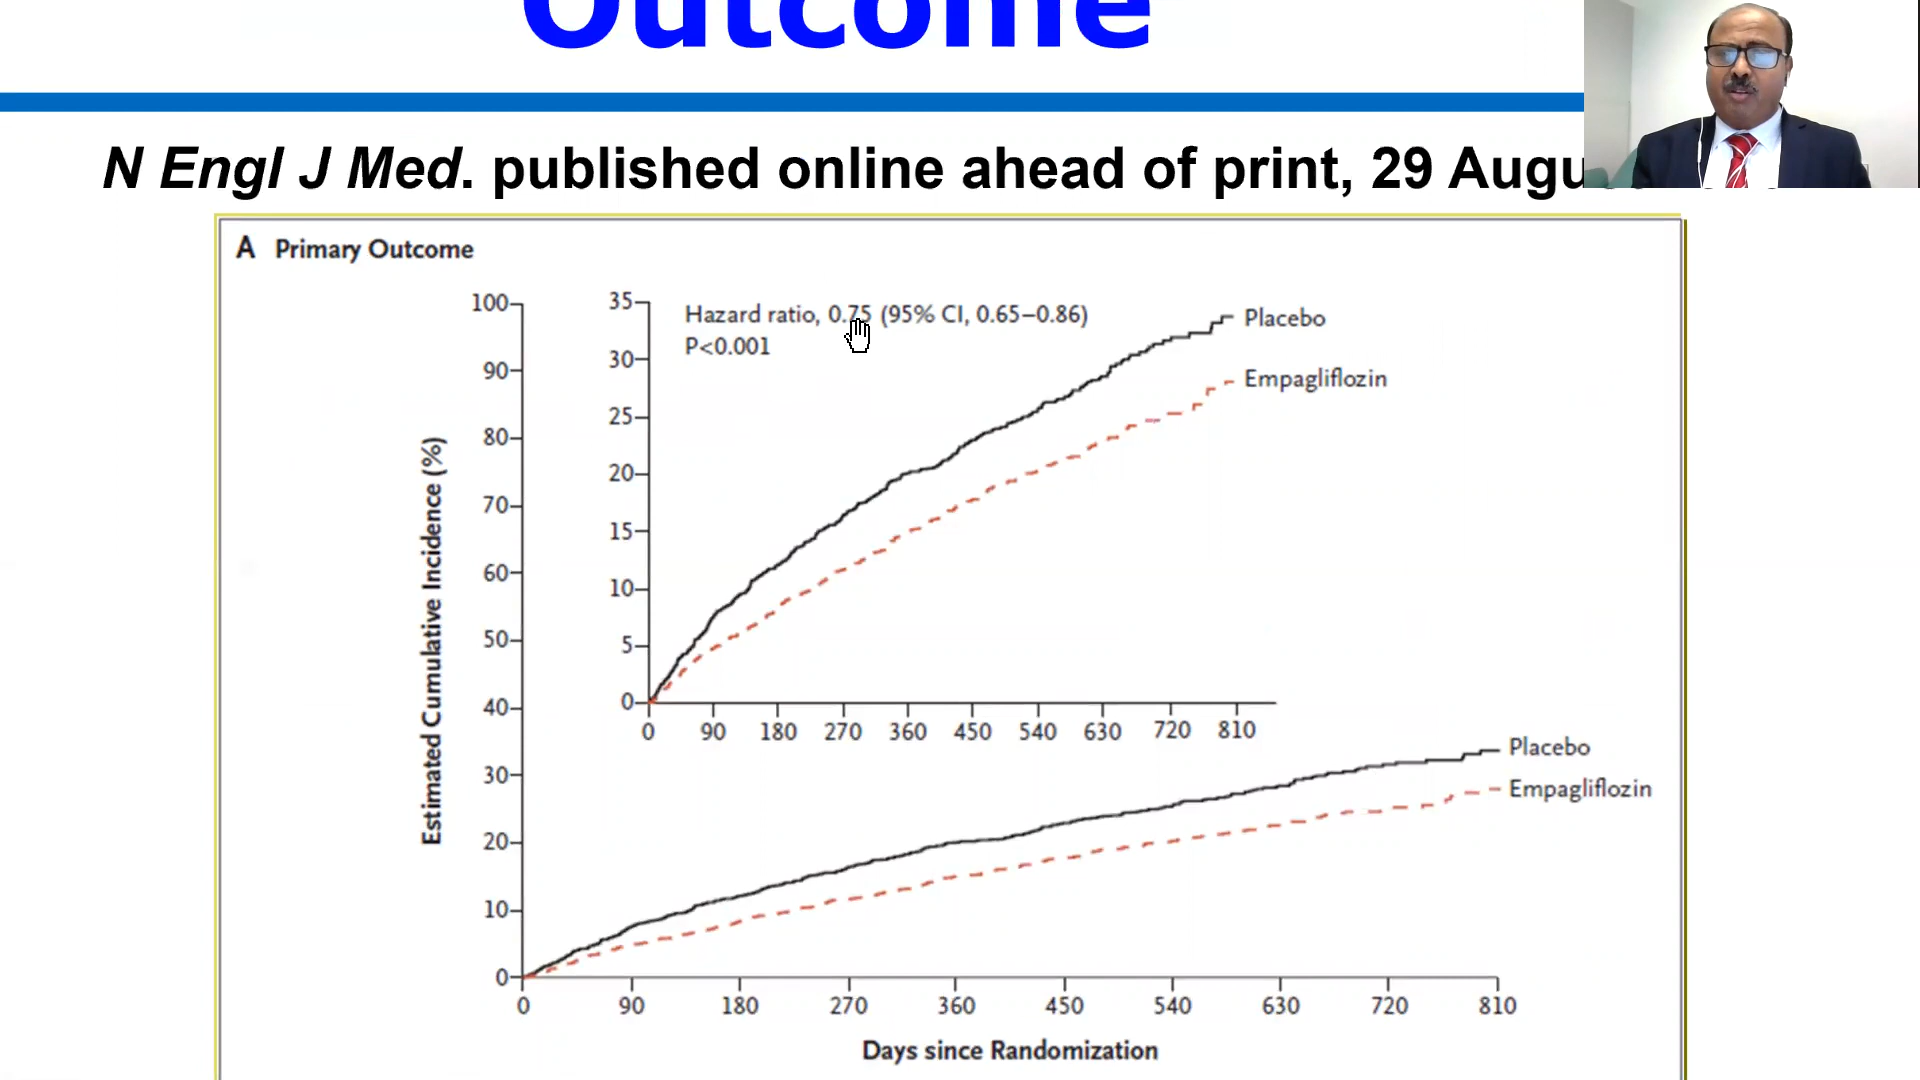 Outcome
N Engl J Med. published online ahead of print, 29
A Primary Outcome
Estimated Cumulative Incidence (%)
100
90
80
70
60
50
40
30
20
10
0
35
30
25
20
15
10
5
0
Hazard ratio, 0.75 (95% CI, 0.65–0.86)
P<0.001
Placebo
Empagliflozin
0 90 180 270 360 450 540 630 720 810
Placebo
Empagliflozin
0 90 180 270 360 450 540 630 720 810
Days since Randomization